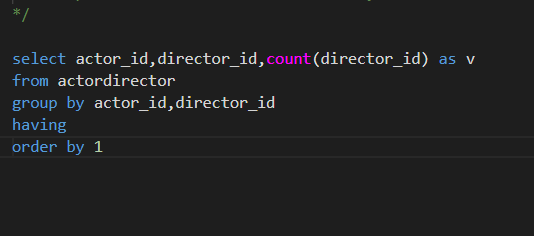 */
select actor_id,director_id,count(director_id) as v
from actordirector
group by actor_id,director_id
having
order by 1